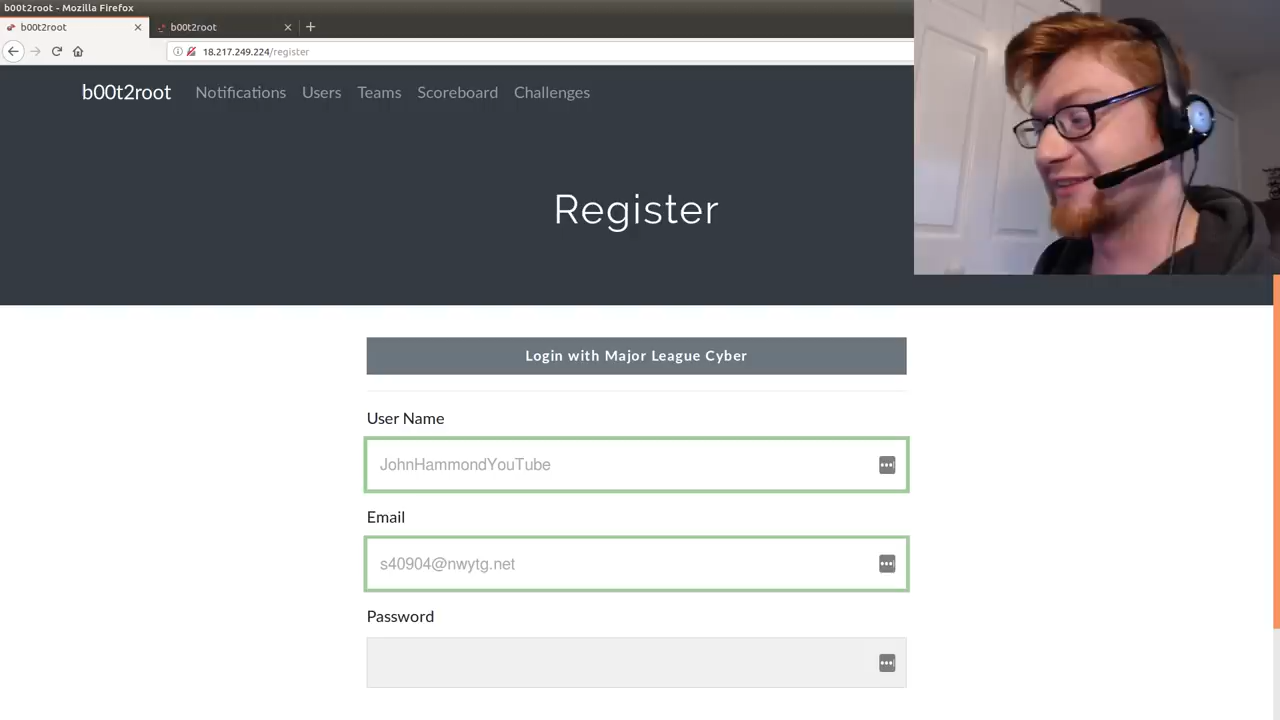 b00t2root - Mozilla Firefox
b00t2root
b00t2root
18.217.249.224/register
b00t2root Notifications Users Teams Scoreboard Challenges
Register
Login with Major League Cyber
User Name
JohnHammondYouTube
Email
s40904@nwytg.net
Password